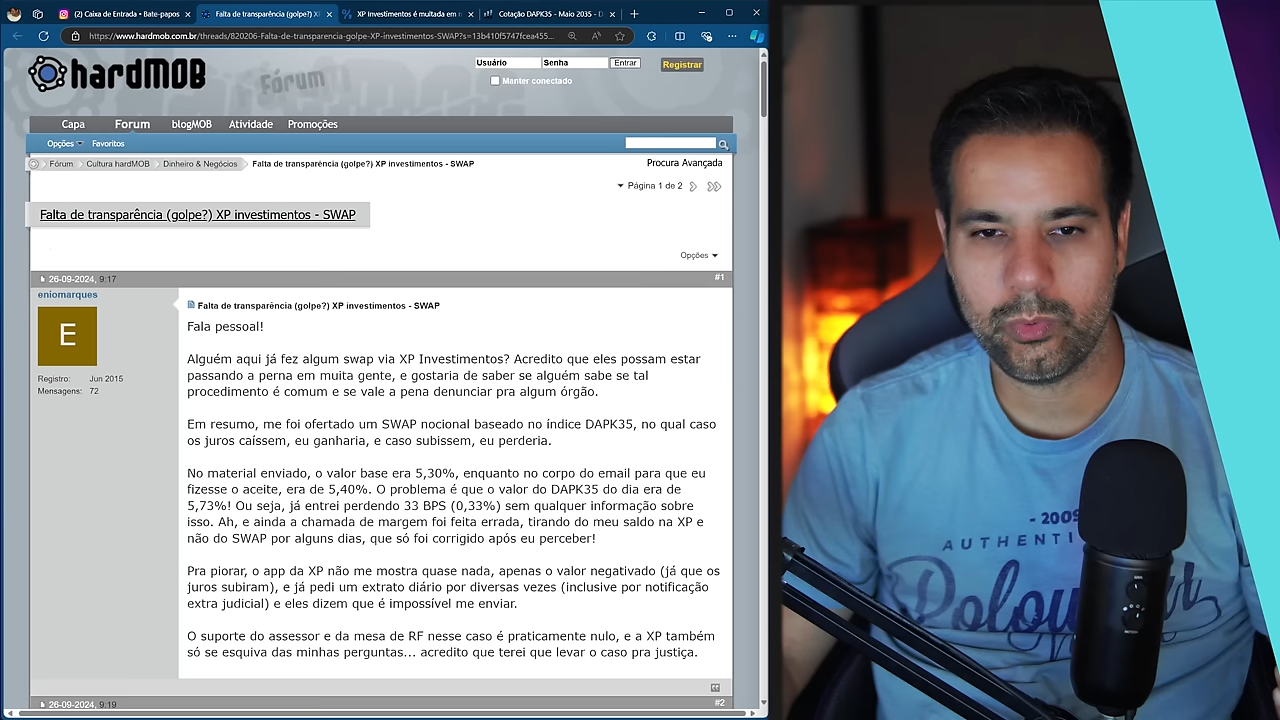 (2) Caixa de Entrada • Bate-papos
Falta de transparência (golpe?) X
XP Investimentos é multada em m
Cotação DAPK35 - Maio 2035 - D
https://www.hardmob.com.br/threads/820206-Falta-de-transparencia-golpe-XP-investimentos-SWAP?s=13b410f5747fcea455...
hardMOB
Fórum
Usuário
Senha
Entrar
Registrar
Manter conectado
Capa Forum blogMOB Atividade Promoções
Opções Favoritos
Fórum Cultura hardMOB Dinheiro & Negócios Falta de transparência (golpe?) XP investimentos - SWAP
Procura Avançada
Página 1 de 2
Falta de transparência (golpe?) XP investimentos - SWAP
Opções
26-09-2024, 9:17
#1
eniomarques
E
Registro: Jun 2015
Mensagens: 72
Falta de transparência (golpe?) XP investimentos - SWAP
Fala pessoal!
Alguém aqui já fez algum swap via XP Investimentos? Acredito que eles possam estar
passando a perna em muita gente, e gostaria de saber se alguém sabe se tal
procedimento é comum e se vale a pena denunciar pra algum órgão.
Em resumo, me foi ofertado um SWAP nocional baseado no índice DAPK35, no qual caso
os juros caíssem, eu ganharia, e caso subissem, eu perderia.
No material enviado, o valor base era 5,30%, enquanto no corpo do email para que eu
fizesse o aceite, era de 5,40%. O problema é que o valor do DAPK35 do dia era de
5,73%! Ou seja, já entrei perdendo 33 BPS (0,33%) sem qualquer informação sobre
isso. Ah, e ainda a chamada de margem foi feita errada, tirando do meu saldo na XP e
não do SWAP por alguns dias, que só foi corrigido após eu perceber!
Pra piorar, o app da XP não me mostra quase nada, apenas o valor negativado (já que os
juros subiram), e já pedi um extrato diário por diversas vezes (inclusive por notificação
extra judicial) e eles dizem que é impossível me enviar.
O suporte do assessor e da mesa de RF nesse caso é praticamente nulo, e a XP também
só se esquiva das minhas perguntas... acredito que terei que levar o caso pra justiça.
26-09-2024, 9:19
#2
- 2009
AUTHENTI